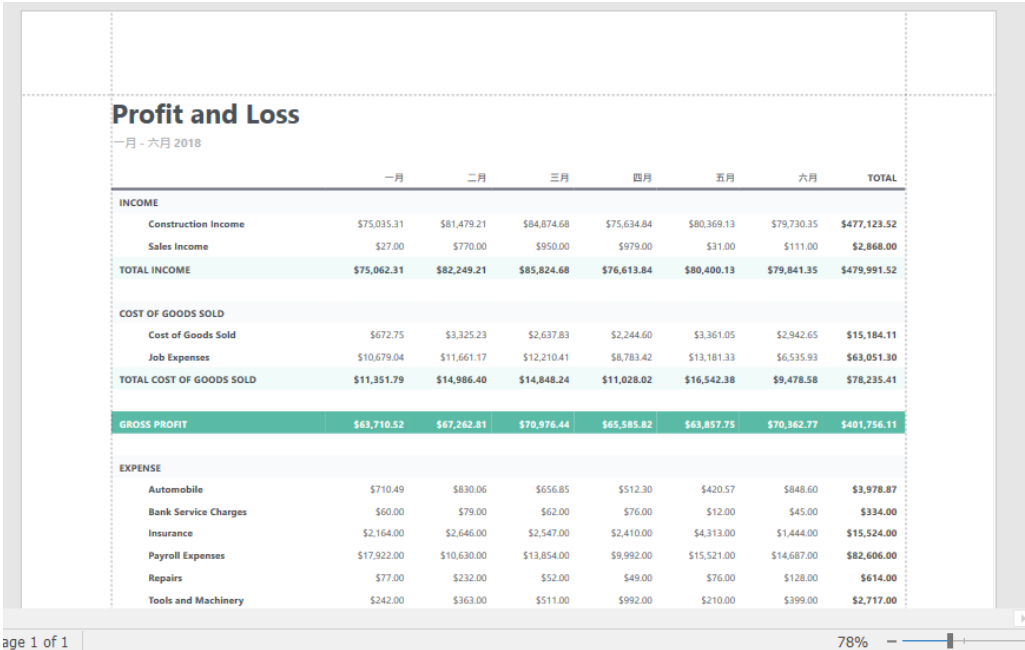 Profit and Loss
一月 - 六月 2018
一月 二月 三月 四月 五月 六月 TOTAL
INCOME
Construction Income $75,035.31 $81,479.21 $84,874.68 $75,634.84 $80,369.13 $79,730.35 $477,123.52
Sales Income $27.00 $770.00 $950.00 $979.00 $31.00 $111.00 $2,868.00
TOTAL INCOME $75,062.31 $82,249.21 $85,824.68 $76,613.84 $80,400.13 $79,841.35 $479,991.52
COST OF GOODS SOLD
Cost of Goods Sold $672.75 $3,325.23 $2,637.83 $2,244.60 $3,361.05 $2,942.65 $15,184.11
Job Expenses $10,679.04 $11,661.17 $12,210.41 $8,783.42 $13,181.33 $6,535.93 $63,051.30
TOTAL COST OF GOODS SOLD $11,351.79 $14,986.40 $14,848.24 $11,028.02 $16,542.38 $9,478.58 $78,235.41
GROSS PROFIT $63,710.52 $67,262.81 $70,976.44 $65,585.82 $63,857.75 $70,362.77 $401,756.11
EXPENSE
Automobile $710.49 $830.06 $656.85 $512.30 $420.57 $848.60 $3,978.87
Bank Service Charges $60.00 $79.00 $62.00 $76.00 $12.00 $45.00 $334.00
Insurance $2,164.00 $2,646.00 $2,547.00 $2,410.00 $4,313.00 $1,444.00 $15,524.00
Payroll Expenses $17,922.00 $10,630.00 $13,854.00 $9,992.00 $15,521.00 $14,687.00 $82,606.00
Repairs $77.00 $232.00 $52.00 $49.00 $76.00 $128.00 $614.00
Tools and Machinery $242.00 $363.00 $511.00 $992.00 $210.00 $399.00 $2,717.00
age 1 of 1 78%